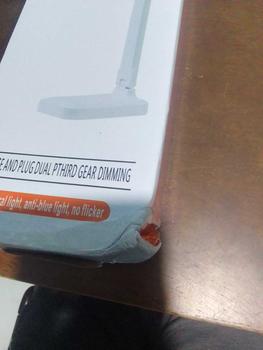 E AND PLUG DUAL PTHIRD GEAR DIMMING
al light, anti-blue light, no flicker